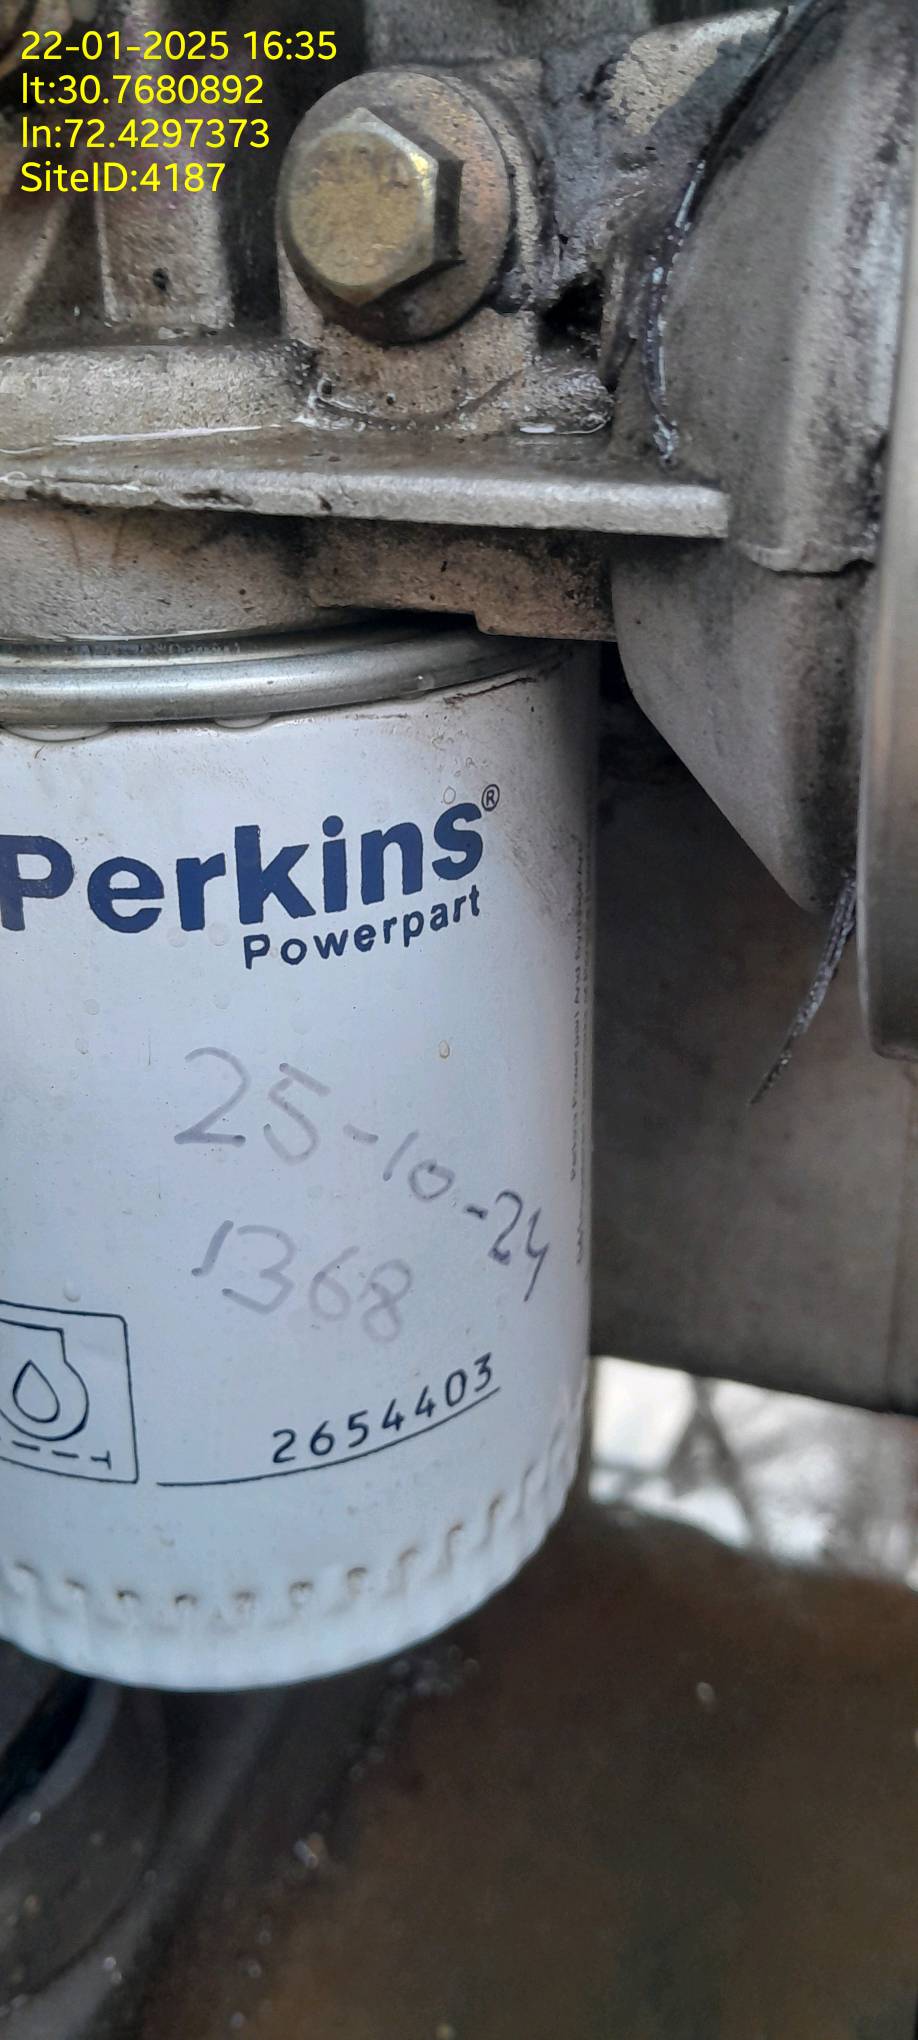 22-01-2025 16:35
lt:30.7680892
ln:72.4297373
SiteID:4187
Perkins®
Powerpart
25-10-24
1368
2654403